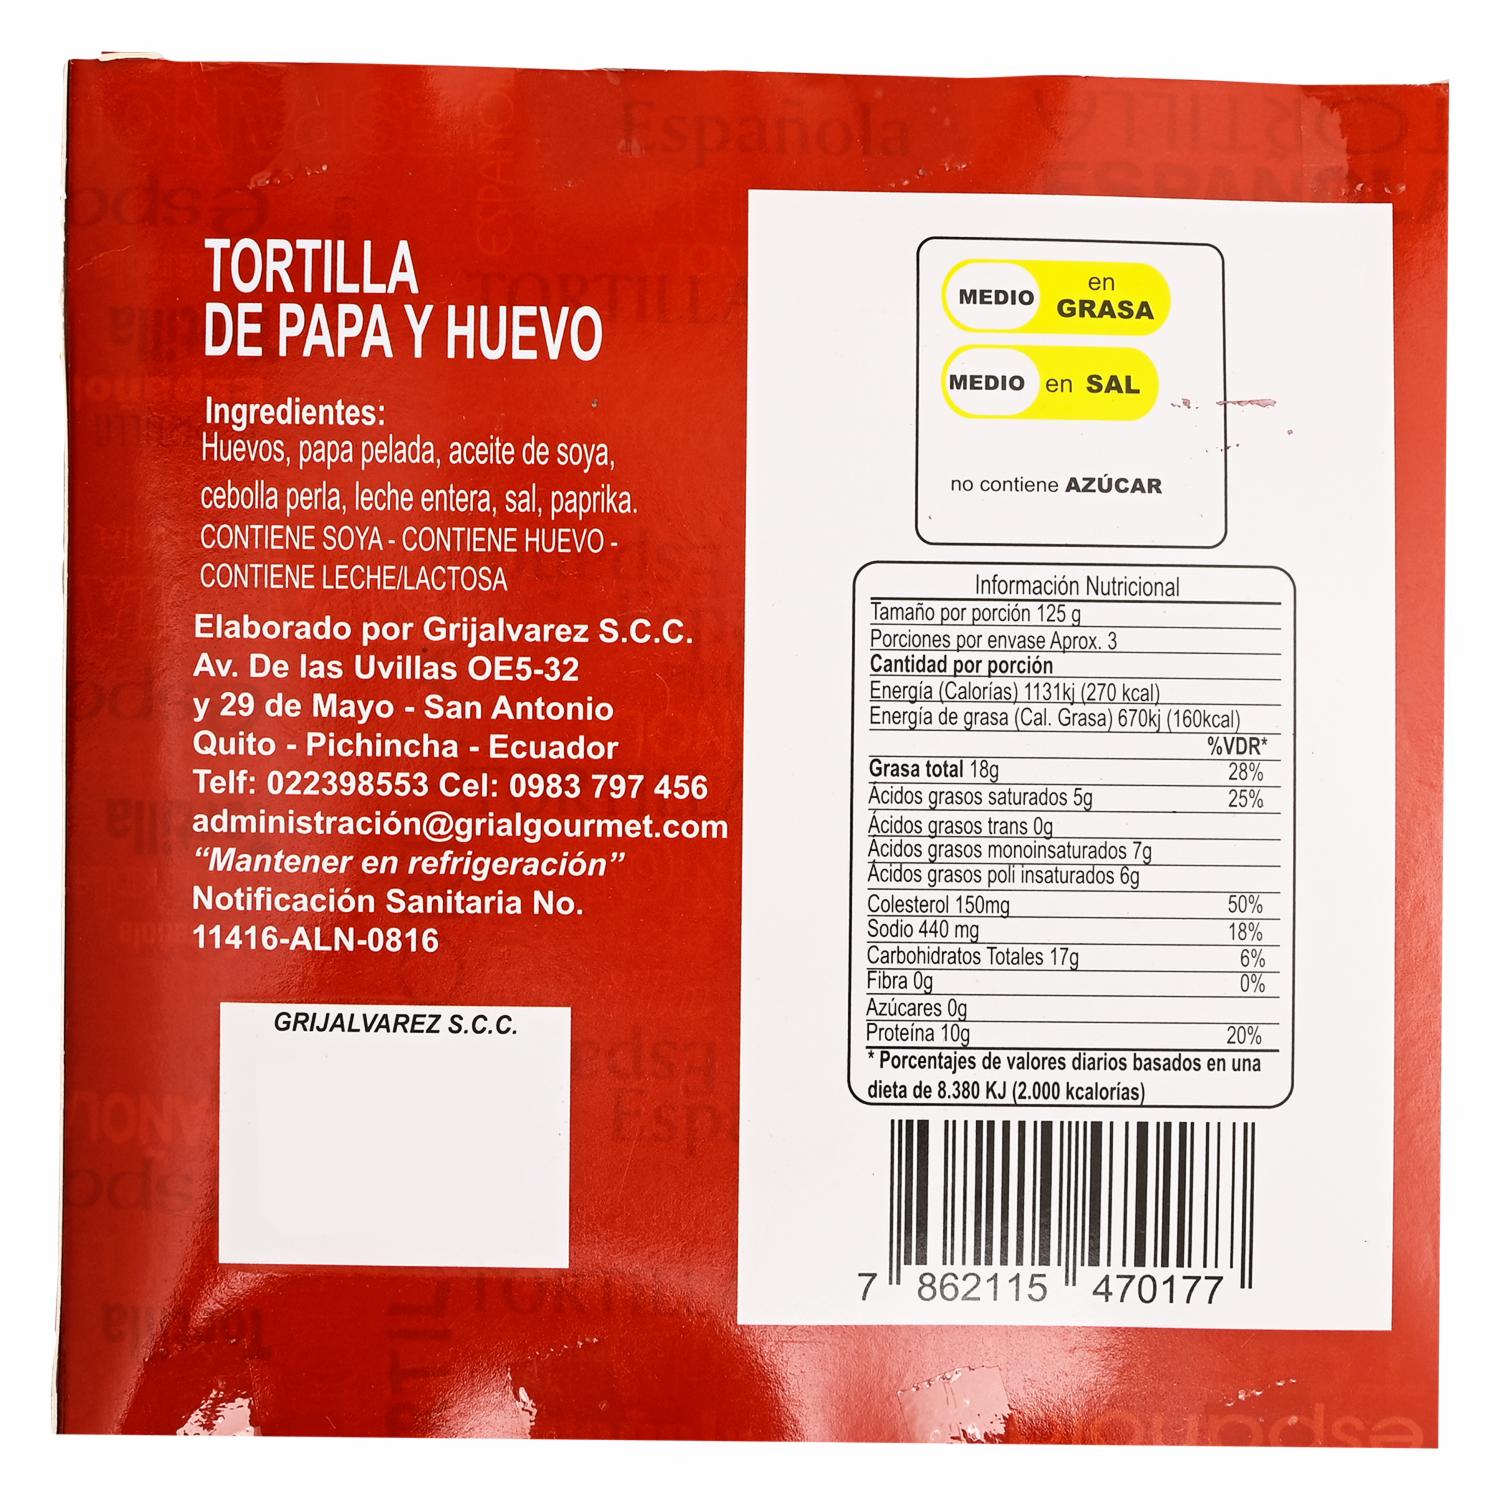 Española
TORTILLA
DE PAPA Y HUEVO
Ingredientes:
Huevos, papa pelada, aceite de soya,
cebolla perla, leche entera, sal, paprika.
CONTIENE SOYA - CONTIENE HUEVO -
CONTIENE LECHE/LACTOSA
Elaborado por Grijalvarez S.C.C.
Av. De las Uvillas OE5-32
y 29 de Mayo - San Antonio
Quito - Pichincha - Ecuador
Telf: 022398553 Cel: 0983 797 456
administración@grialgourmet.com
“Mantener en refrigeración”
Notificación Sanitaria No.
11416-ALN-0816
GRIJALVAREZ S.C.C.
MEDIO en GRASA
MEDIO en SAL
no contiene AZÚCAR
Información Nutricional
Tamaño por porción 125 g
Porciones por envase Aprox. 3
Cantidad por porción
Energía (Calorías) 1131kj (270 kcal)
Energía de grasa (Cal. Grasa) 670kj (160kcal)
%VDR*
Grasa total 18g 28%
Ácidos grasos saturados 5g 25%
Ácidos grasos trans 0g
Ácidos grasos monoinsaturados 7g
Ácidos grasos poli insaturados 6g
Colesterol 150mg 50%
Sodio 440 mg 18%
Carbohidratos Totales 17g 6%
Fibra 0g 0%
Azúcares 0g
Proteína 10g 20%
* Porcentajes de valores diarios basados en una
dieta de 8.380 KJ (2.000 kcalorías)
7 862115 470177